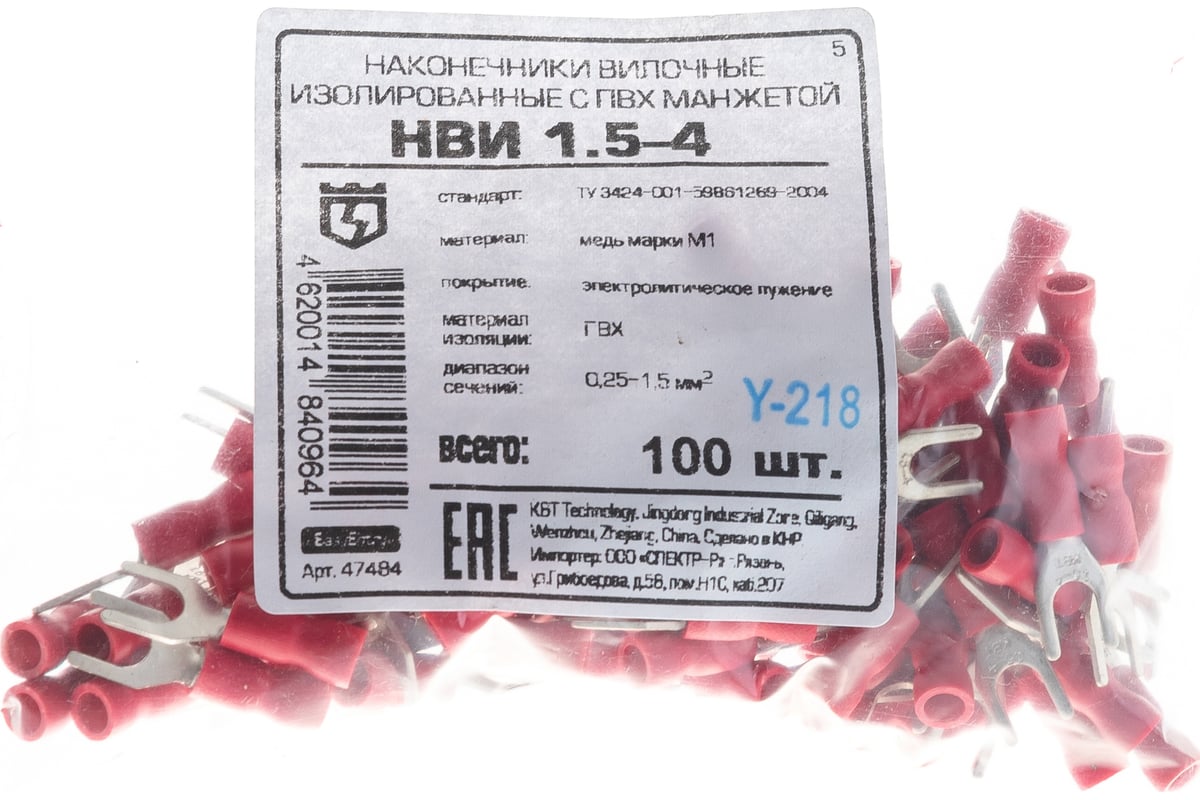 5
НАКОНЕЧНИКИ ВИЛОЧНЫЕ
ИЗОЛИРОВАННЫЕ С ПВХ МАНЖЕТОЙ
НВИ 1.5–4
стандарт: ТУ 3424-001-59861269-2004
материал: медь марки М1
покрытие: электролитическое лужение
материал
изоляции: ПВХ
диапазон
сечений: 0,25-1,5 мм²
Y-218
всего: 100 шт.
4 620014 840964
EasyEntry
Арт. 47484
EAC
КВТ Technology, Jingdong Industrial Zone, Qiligang,
Wenzhou, Zhejiang, China. Сделано в КНР
Импортер: ООО «СПЕКТР-Рязань,
ул.Грибоедова, д.58, пом.Н1С, каб.207